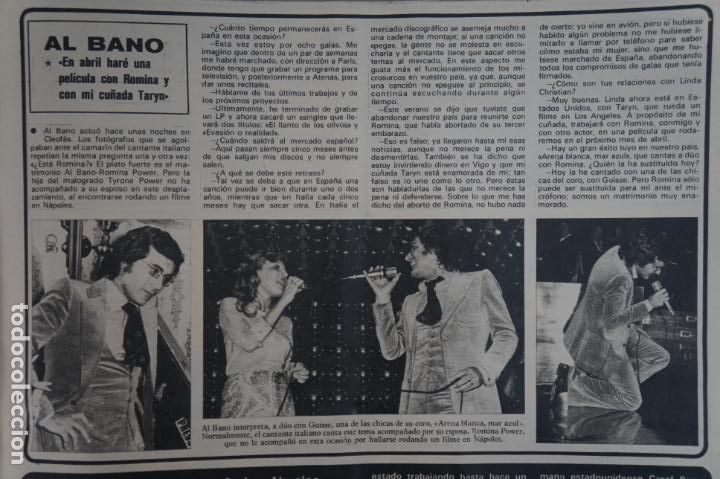 AL BANO
★ «En abril haré una
película con Romina y
con mi cuñada Taryn»
● Al Bano actuó hace unas noches en
Cleofás. Los fotógrafos que se agol-
paban ante el camarín del cantante italiano
repetían la misma pregunta una y otra vez:
«¿Está Romina?» El plato fuerte es el ma-
trimonio Al Bano-Romina Power. Pero la
hija del malogrado Tyrone Power no ha
acompañado a su esposo en este despla-
zamiento, al encontrarse rodando un filme
en Nápoles.
—¿Cuánto tiempo permanecerás en Es-
paña en esta ocasión?
—Esta vez estoy por ocho galas. Me
imagino que dentro de un par de semanas
me habré marchado, con dirección a París,
donde tengo que grabar un programa para
televisión, y posteriormente a Atenas, para
dar unos recitales.
—Háblame de tus últimos trabajos y de
los próximos proyectos.
—Ultimamente, he terminado de grabar
un LP y ahora sacaré un «single» que lle-
vará dos títulos: «El llanto de los olivos» y
«Evasión o realidad».
—¿Cuándo saldrá al mercado español?
—Aquí pasan siempre cinco meses antes
de que salgan mis discos y no siempre
salen.
—¿A qué se debe este retraso?
—Tal vez se deba a que en España una
canción puede ir bien durante uno o dos
años, mientras que en Italia cada cinco
meses hay que sacar otra. En Italia el
mercado discográfico se asemeja mucho a
una cadena de montaje; si una canción no
«pega», la gente no se molesta en escu-
charla y el cantante tiene que sacar otros
temas al mercado. En este aspecto me
gusta más el funcionamiento de los mi-
crosurcos en vuestro país, ya que, aunque
una canción no «pegue» al principio, se
continúa escuchando durante algún
tiempo.
—Este verano se dijo que tuviste que
abandonar nuestro país para reunirte con
Romina, que había abortado de su tercer
embarazo.
—Eso es falso; ya llegaron hasta mí esas
noticias, aunque no merece la pena ni
desmentirlas. También se ha dicho que
estoy invirtiendo dinero en Vigo y que mi
cuñada Taryn está enamorada de mí; tan
falso es lo uno como lo otro. Pero éstas
son habladurías de las que no merece la
pena ni defenderse. Sobre lo que me has
dicho del aborto de Romina, no hubo nada
de cierto; yo vine en avión, pero si hubiese
habido algún problema no me hubiese li-
mitado a llamar por teléfono para saber
cómo estaba mi mujer, sino que me hu-
biese marchado de España, abandonando
todos los compromisos de galas que tenía
firmados.
—¿Cómo son tus relaciones con Linda
Christian?
—Muy buenas. Linda ahora está en Es-
tados Unidos, con Taryn, que rueda un
filme en Los Angeles. A propósito de mi
cuñada, trabajará con Romina, conmigo y
con otro actor, en una película que roda-
remos en el próximo mes de abril.
—Hay un gran éxito tuyo en nuestro país,
«Arena blanca, mar azul», que cantas a dúo
con Romina. ¿Quién la ha sustituido hoy?
—Hoy la he cantado con una de las chi-
cas del coro, con Guisse. Pero Romina sólo
puede ser sustituida para mí ante el mi-
crófono; somos un matrimonio muy ena-
morado.
Al Bano interpreta, a dúo con Guisse, una de las chicas de su coro, «Arena blanca, mar azul».
Normalmente, el cantante italiano canta este tema acompañado por su esposa, Romina Power,
que no le acompañó en esta ocasión por hallarse rodando un filme en Nápoles.
estado trabajando hasta hace un
todocoleccion